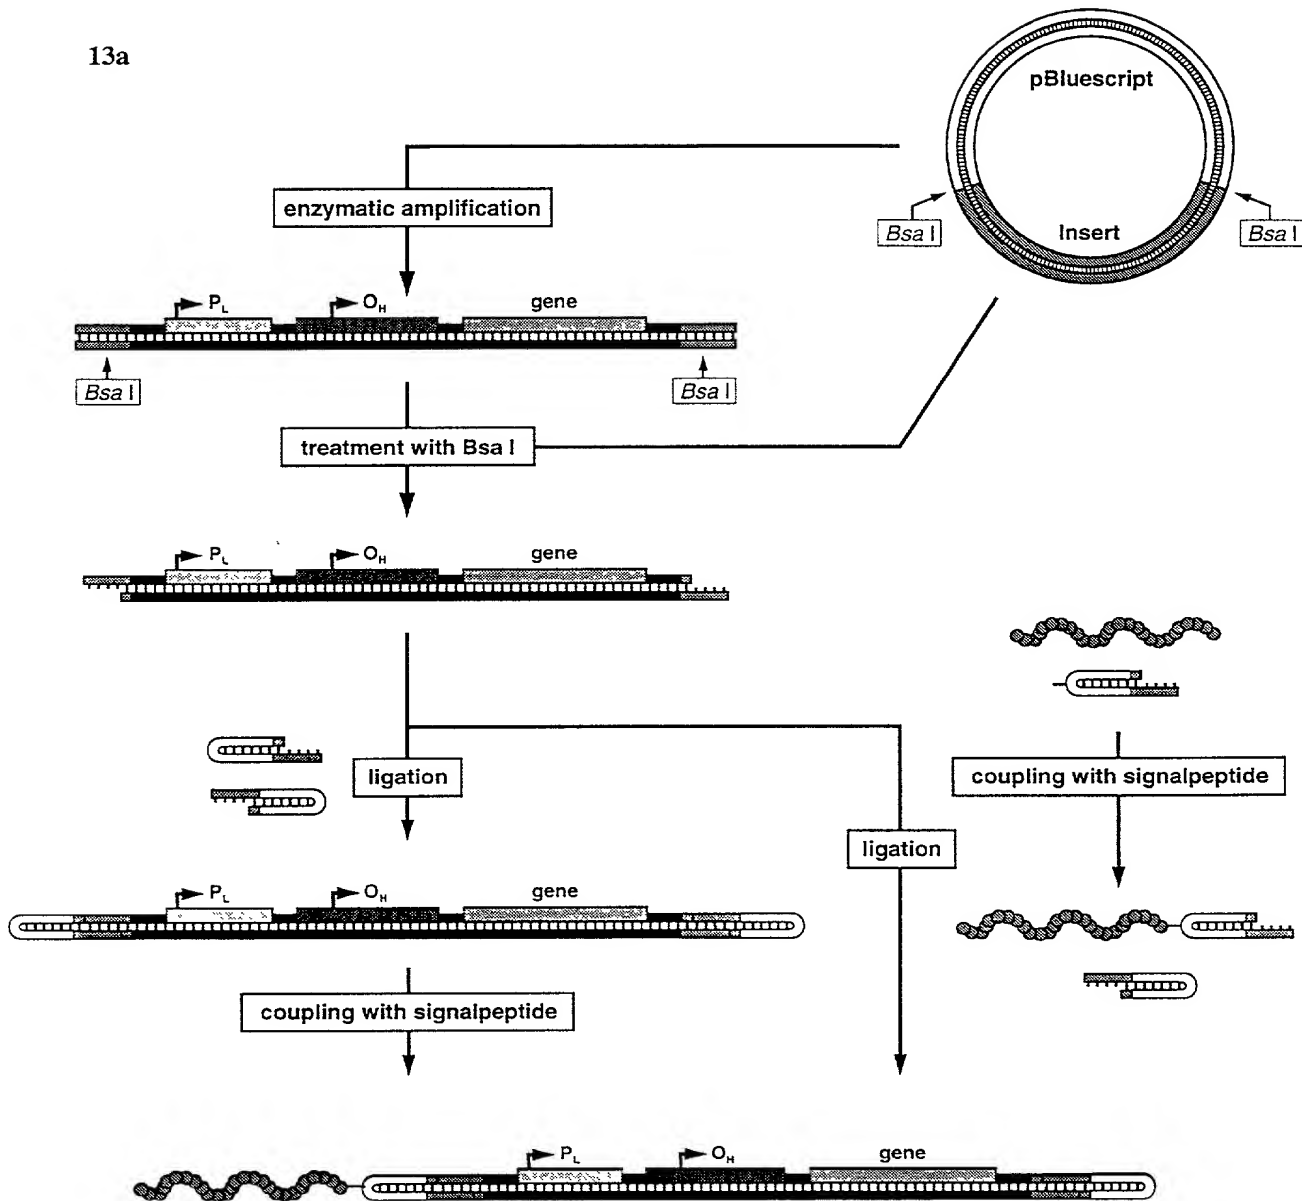 13a
pBluescript
enzymatic amplification
Bsa I
Insert
Bsa I
P_L
O_H
gene
Bsa I
Bsa I
treatment with Bsa I
P_L
O_H
gene
ligation
coupling with signalpeptide
ligation
P_L
O_H
gene
coupling with signalpeptide
P_L
O_H
gene